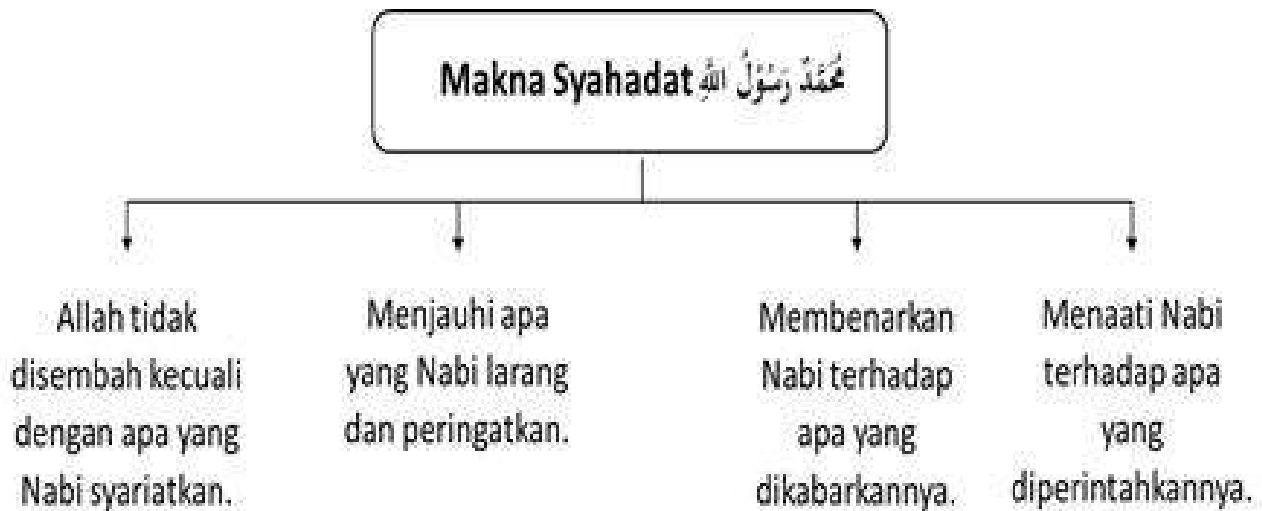 Makna Syahadat مُحَمَّدٌ رَسُوْلُ اللهِ
Allah tidak
disembah kecuali
dengan apa yang
Nabi syariatkan.
Menjauhi apa
yang Nabi larang
dan peringatkan.
Membenarkan
Nabi terhadap
apa yang
dikabarkannya.
Menaati Nabi
terhadap apa
yang
diperintahkannya.